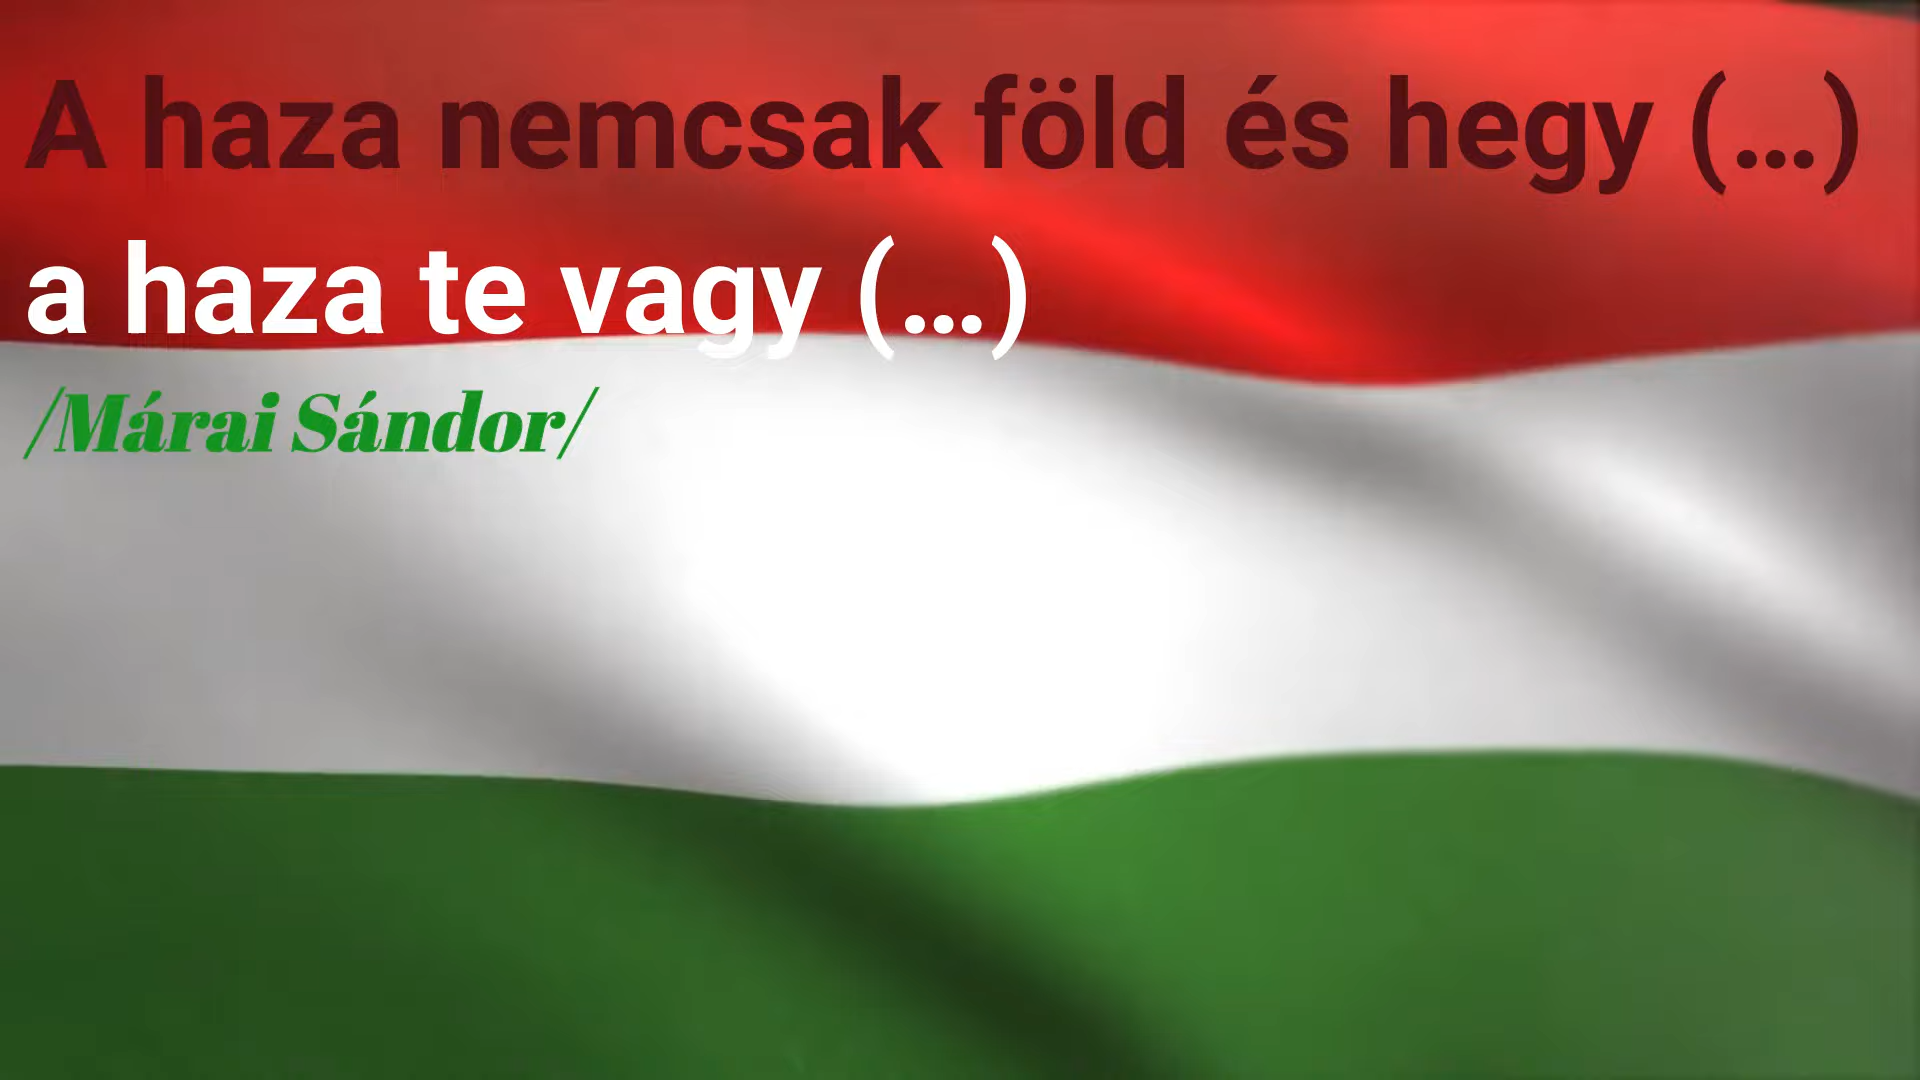 A haza nemcsak föld és hegy (...)
a haza te vagy (...)
/Márai Sándor/